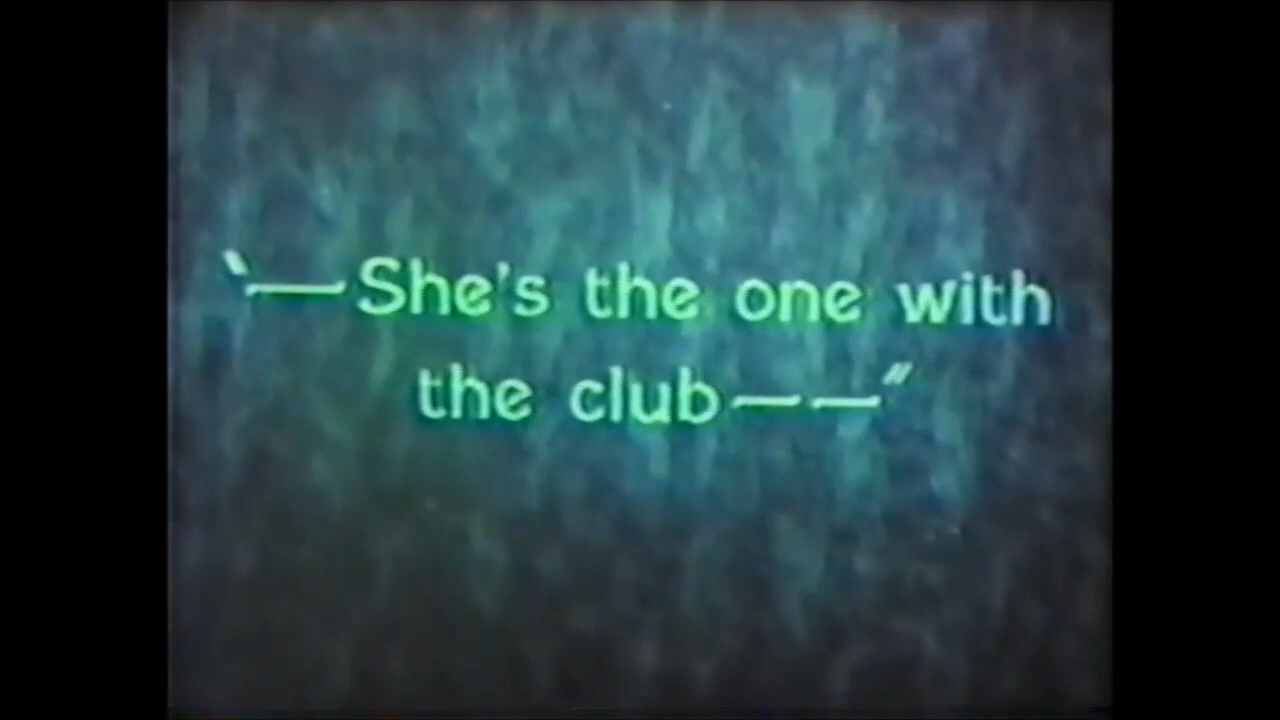 ‵—She's the one with
the club——"